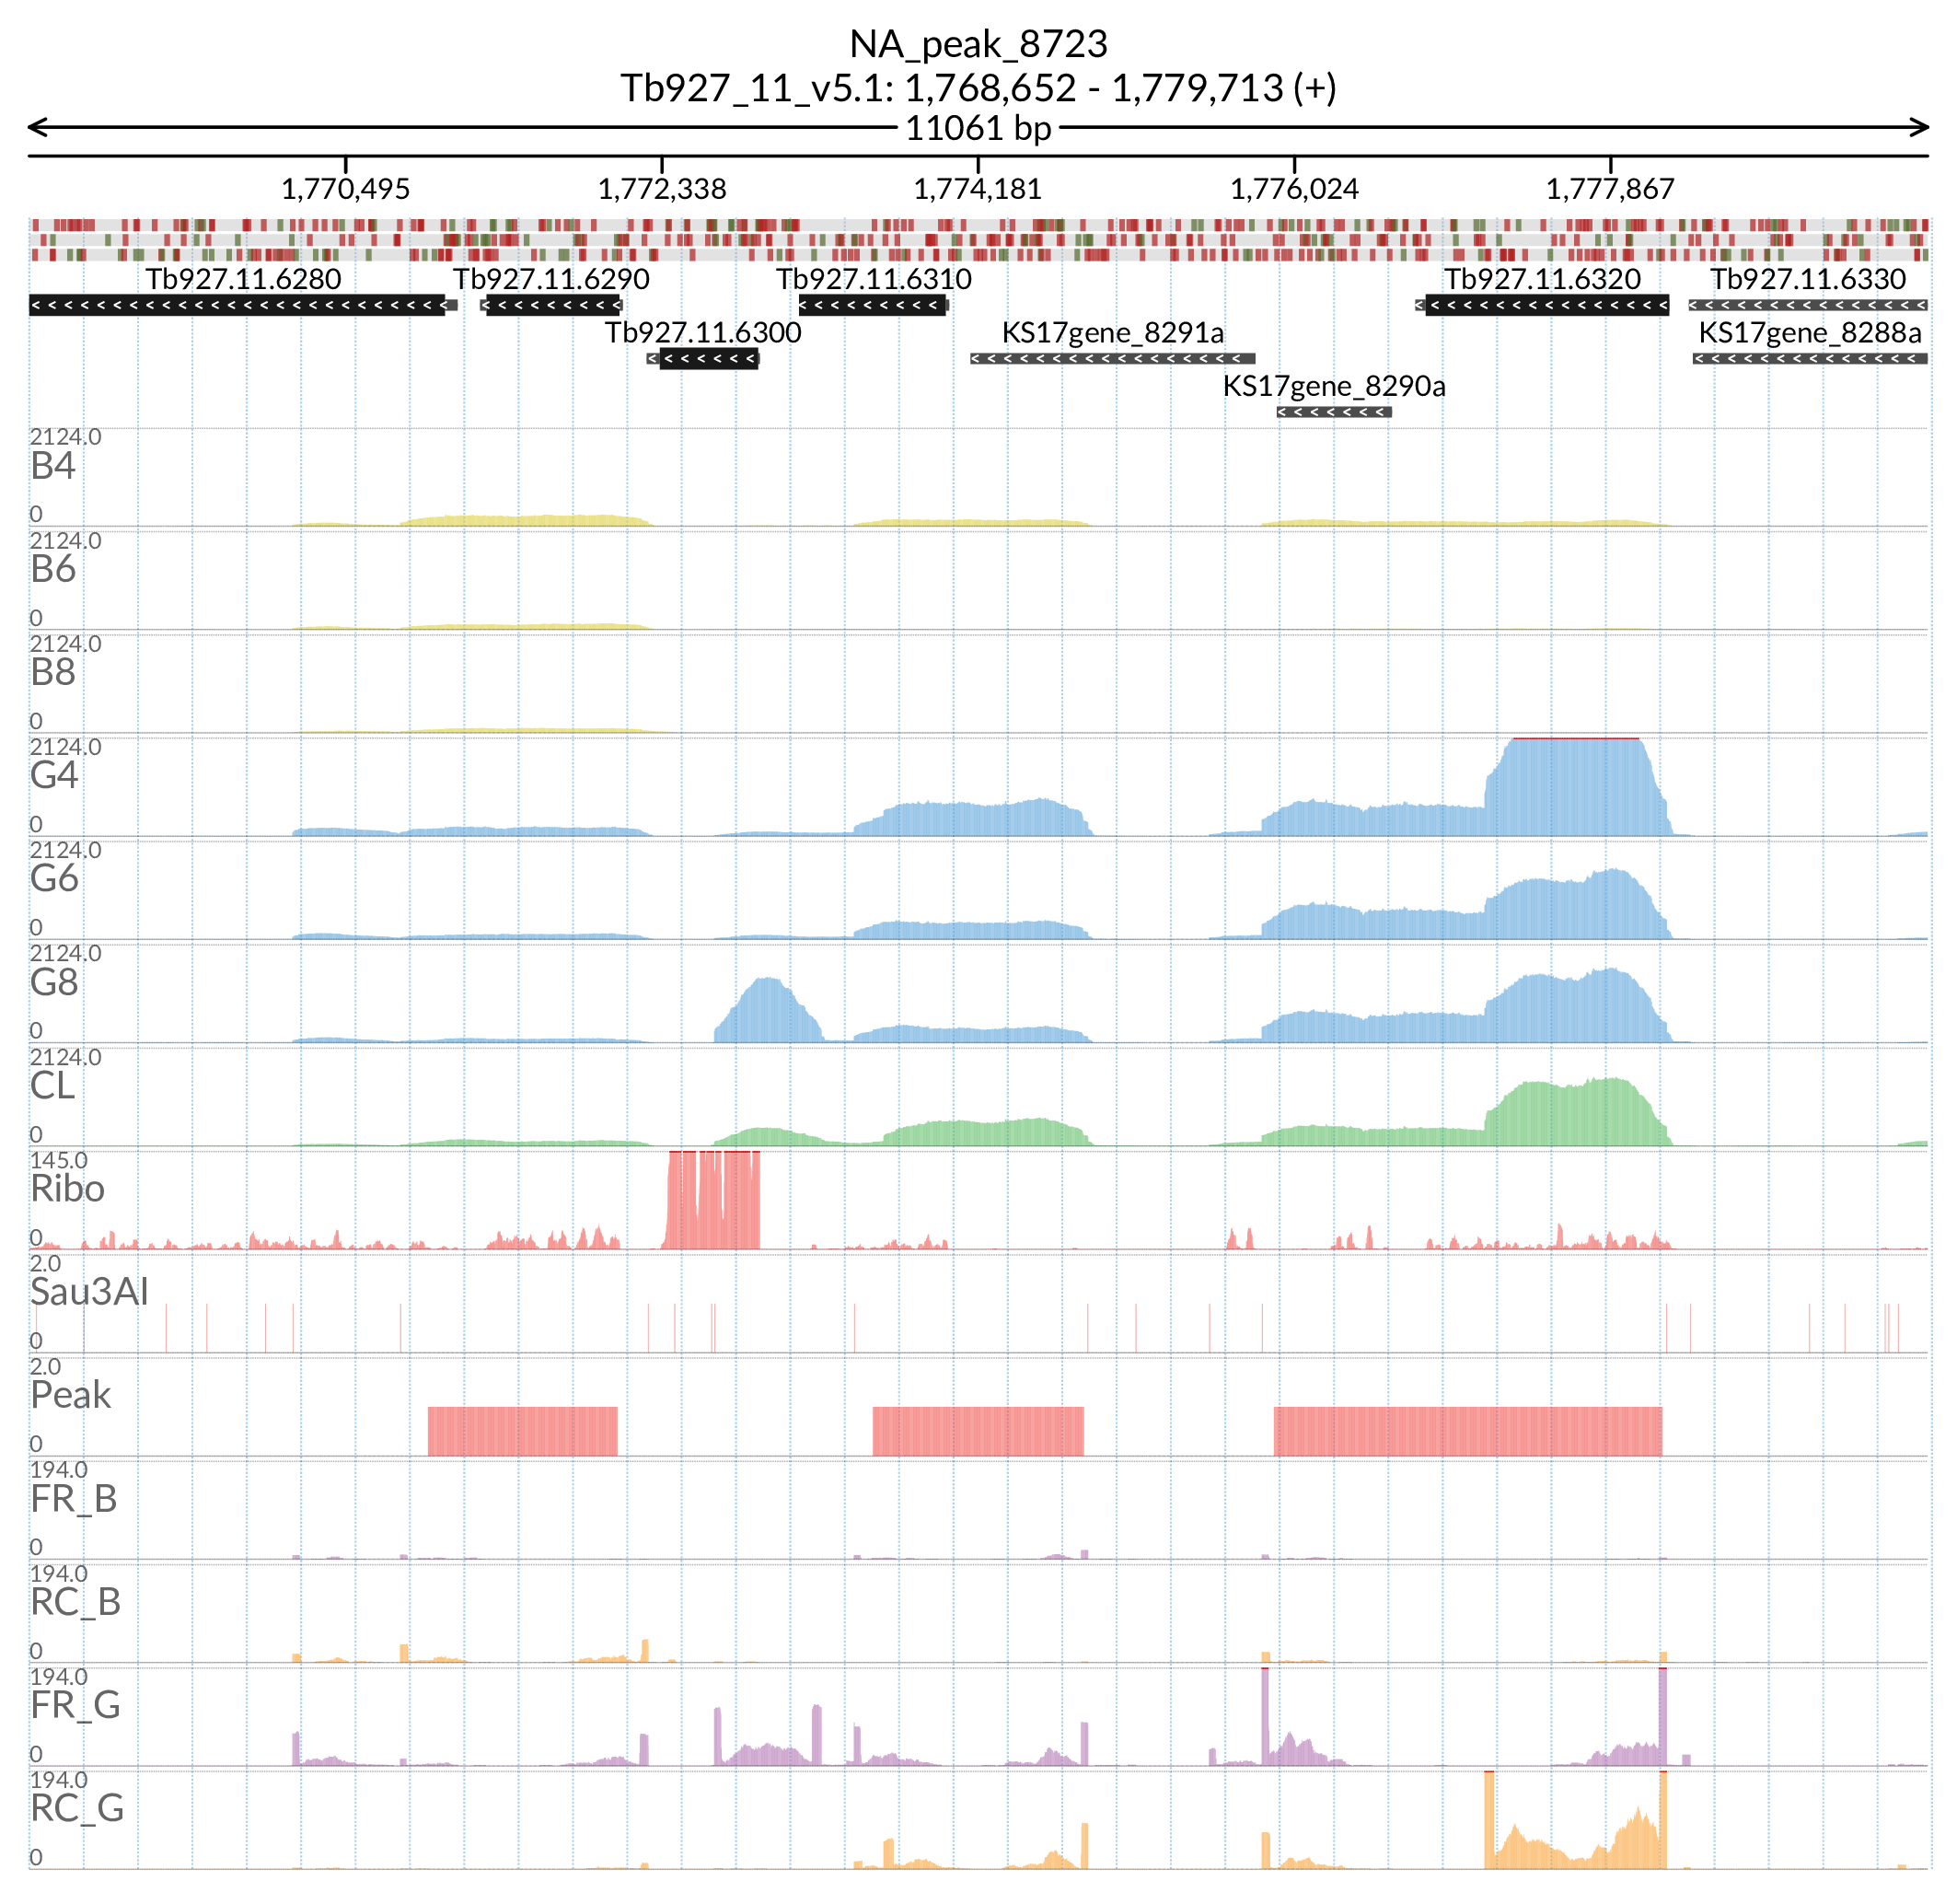 NA_peak_8723
Tb927_11_v5.1: 1,768,652 - 1,779,713 (+)
11061 bp
1,770,495 1,772,338 1,774,181 1,776,024 1,777,867
Tb927.11.6280 Tb927.11.6290 Tb927.11.6310 Tb927.11.6320 Tb927.11.6330
Tb927.11.6300 KS17gene_8291a KS17gene_8288a
KS17gene_8290a
2124.0
B4
0
2124.0
B6
0
2124.0
B8
0
2124.0
G4
0
2124.0
G6
0
2124.0
G8
0
2124.0
CL
0
145.0
Ribo
0
2.0
Sau3AI
0
2.0
Peak
0
194.0
FR_B
0
194.0
RC_B
0
194.0
FR_G
0
194.0
RC_G
0